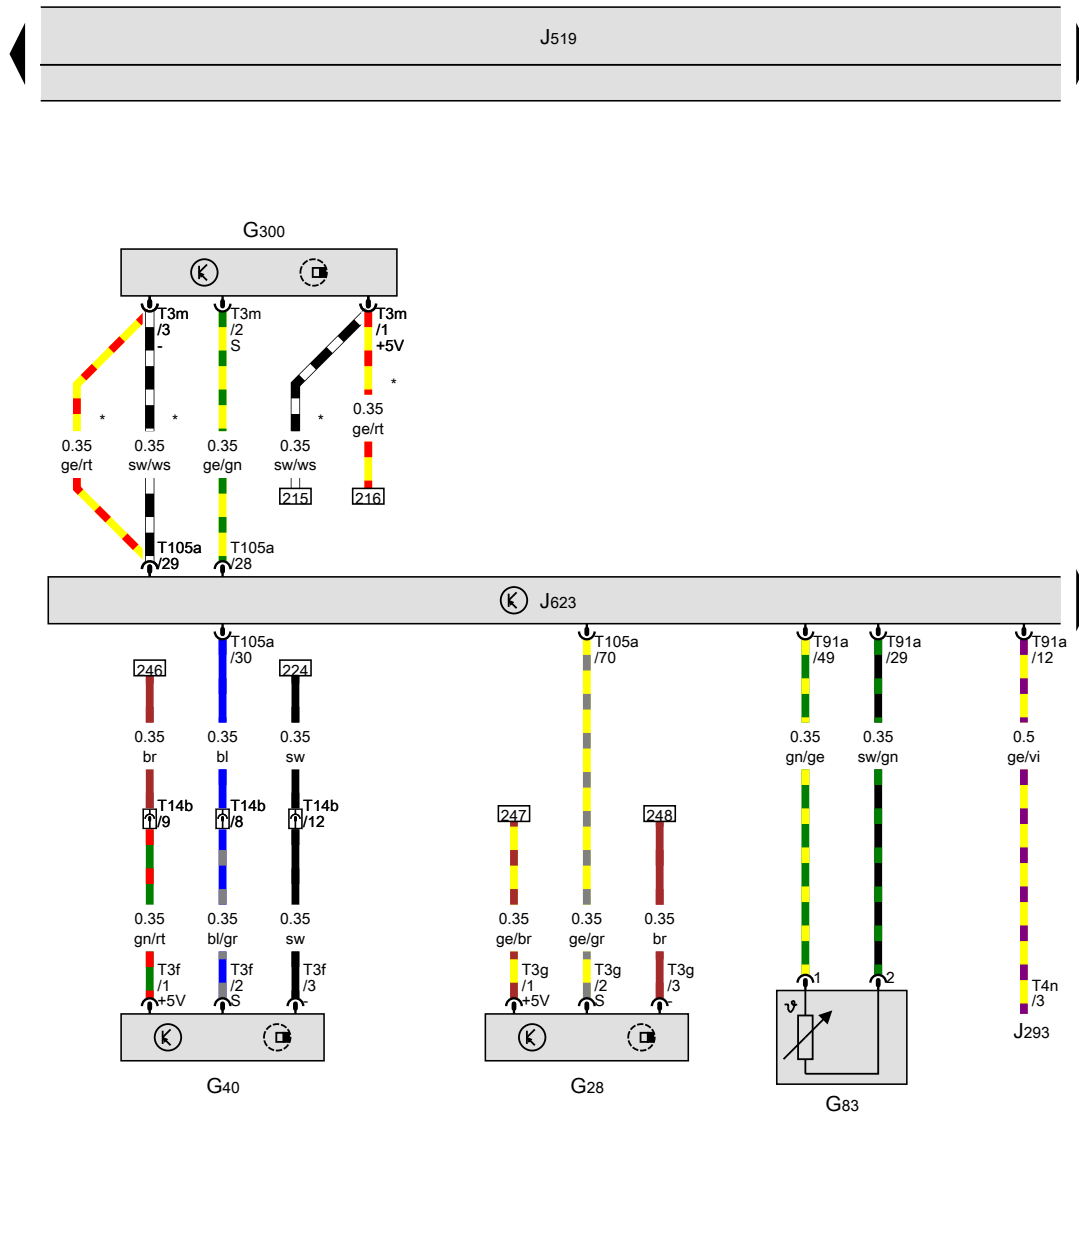 J519
G300
T3m
/3
-
T3m
/2
S
T3m
/1
+5V
*
*
*
*
0.35
ge/rt
0.35
ge/rt
0.35
sw/ws
0.35
ge/gn
0.35
sw/ws
215
216
T105a
/29
T105a
/28
J623
T105a
/30
T105a
/70
T91a
/49
T91a
/29
T91a
/12
246
224
0.35
br
0.35
bl
0.35
sw
0.35
gn/ge
0.35
sw/gn
0.5
ge/vi
T14b
/9
T14b
/8
T14b
/12
247
248
0.35
gn/rt
0.35
bl/gr
0.35
sw
0.35
ge/br
0.35
ge/gr
0.35
br
T3f
/1
+5V
T3f
/2
S
T3f
/3
-
T3g
/1
+5V
T3g
/2
S
T3g
/3
-
1
2
T4n
/3
ϑ
J293
G40
G28
G83